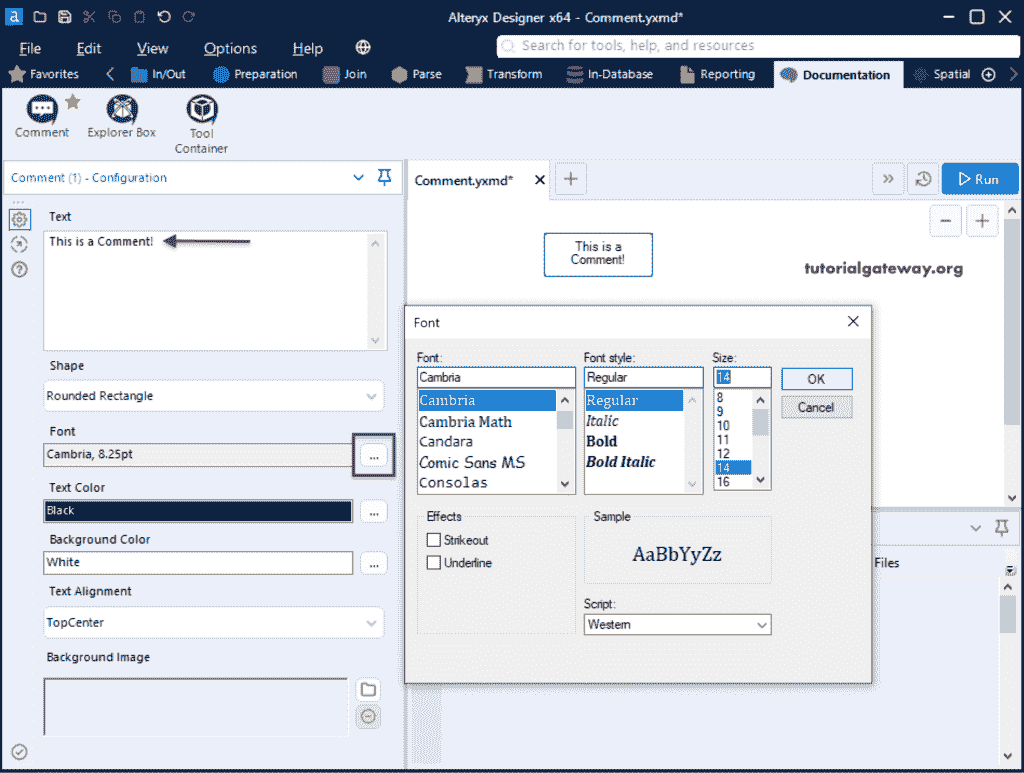 a
Alteryx Designer x64 - Comment.yxmd*
File Edit View Options Help
Search for tools, help, and resources
Favorites In/Out Preparation Join Parse Transform In-Database Reporting Documentation Spatial
Comment Explorer Box Tool
Container
Comment (1) - Configuration
Text
This is a Comment!
Shape
Rounded Rectangle
Font
Cambria, 8.25pt
...
Text Color
Black
...
Background Color
White
...
Text Alignment
TopCenter
Background Image
Comment.yxmd*
Run
This is a
Comment!
tutorialgateway.org
Font
Font:
Cambria
Cambria
Cambria Math
Candara
Comic Sans MS
Consolas
Font style:
Regular
Regular
Italic
Bold
Bold Italic
Size:
14
8
9
10
11
12
14
16
OK
Cancel
Effects
Strikeout
Underline
Sample
AaBbYyZz
Script:
Western
Files